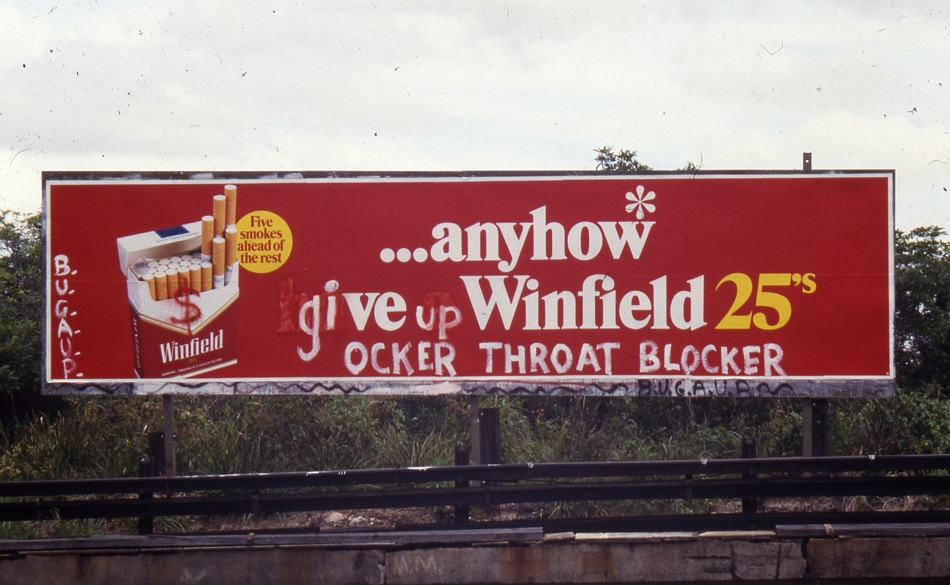 ...anyhow*
give up Winfield 25's
OCKER THROAT BLOCKER
Five
smokes
ahead of
the rest
Winfield
B.U.G.A.U.P.
B.U.G.A.U.P.
M.M.